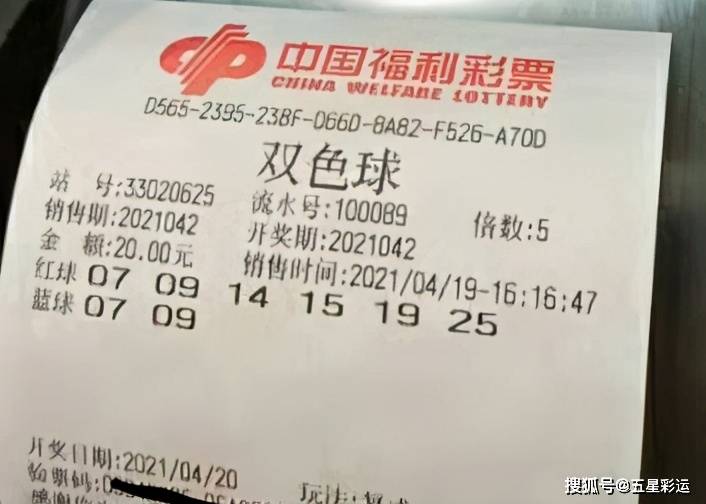 中国福利彩票
CHINA WELFARE LOTTERY
D565-2395-238F-066D-8A82-F526-A70D
双色球
站 号:33020625 流水号:100089 倍数:5
销售期:2021042 开奖期:2021042
金 额:20.00元 销售时间:2021/04/19-16:16:47
红球 07 09 14 15 19 25
蓝球 07 09
开奖日期:2021/04/20
玩法:复式
搜狐号@五星彩运